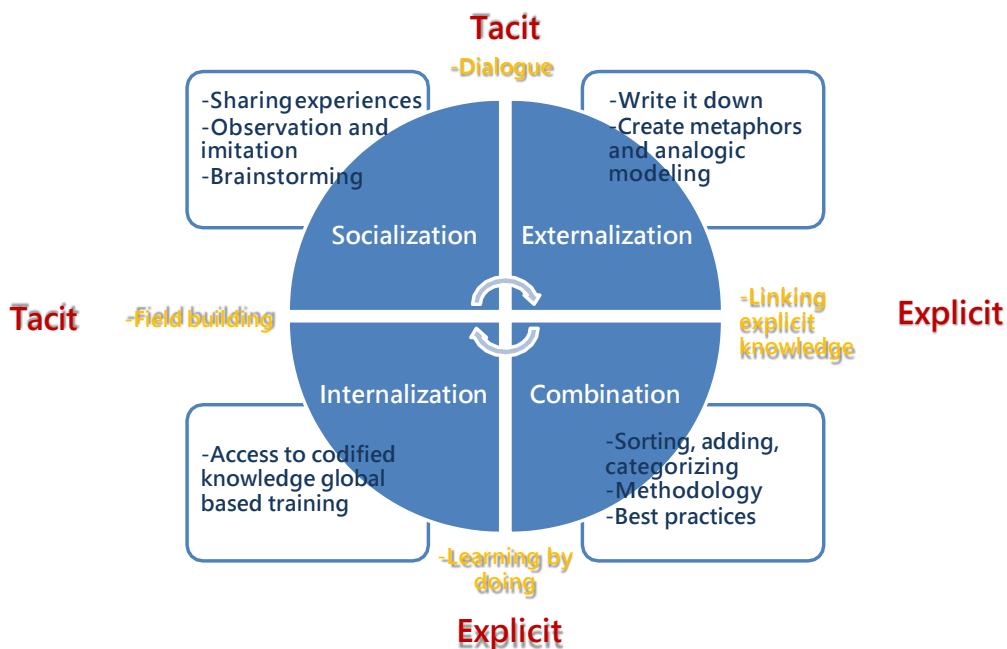 Tacit
-Dialogue
-Sharing experiences
-Observation and
imitation
-Brainstorming
-Write it down
-Create metaphors
and analogic
modeling
Socialization
Externalization
Tacit
-Field building
-Linking
explicit
knowledge
Explicit
Internalization
Combination
-Access to codified
knowledge global
based training
-Sorting, adding,
categorizing
-Methodology
-Best practices
-Learning by
doing
Explicit